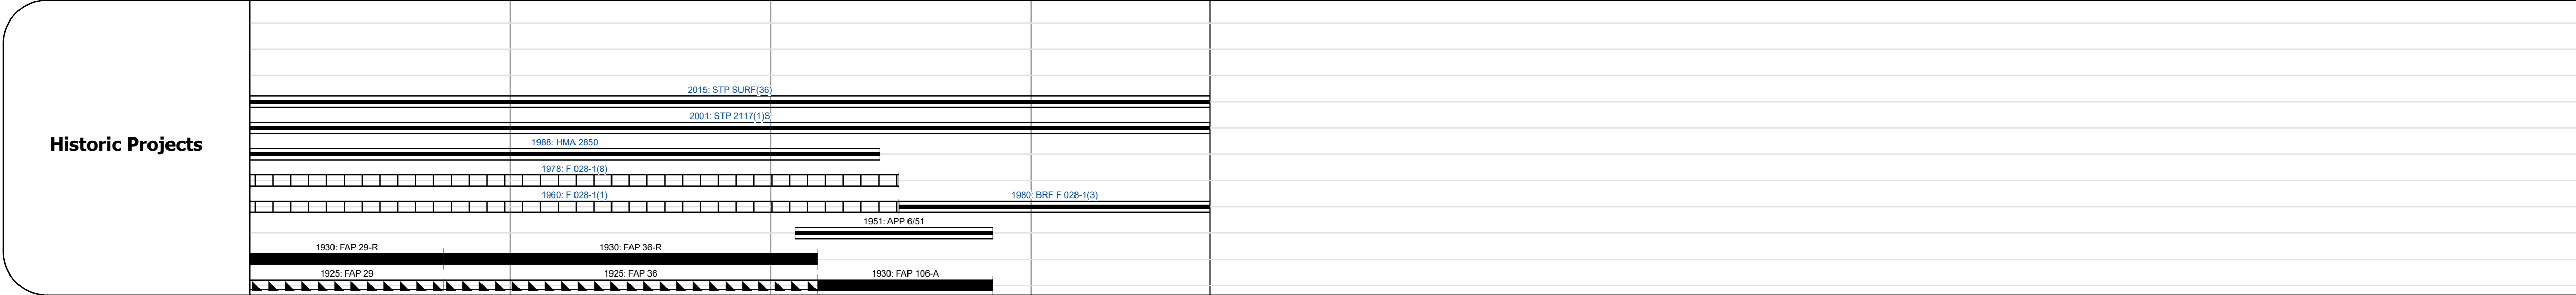 Historic Projects
2015: STP SURF(36)
2001: STP 2117(1)S
1988: HMA 2850
1978: F 028-1(8)
1960: F 028-1(1)
1980: BRF F 028-1(3)
1951: APP 6/51
1930: FAP 29-R
1930: FAP 36-R
1925: FAP 29
1925: FAP 36
1930: FAP 106-A